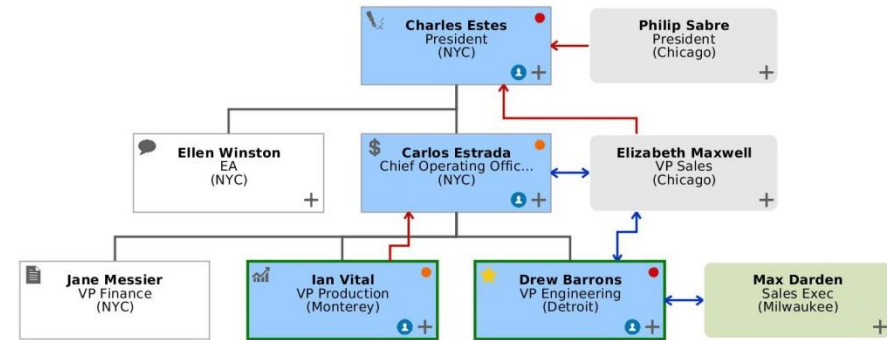 Charles Estes
President
(NYC)
Philip Sabre
President
(Chicago)
Ellen Winston
EA
(NYC)
Carlos Estrada
Chief Operating Offic...
(NYC)
Elizabeth Maxwell
VP Sales
(Chicago)
Jane Messier
VP Finance
(NYC)
Ian Vital
VP Production
(Monterey)
Drew Barrons
VP Engineering
(Detroit)
Max Darden
Sales Exec
(Milwaukee)